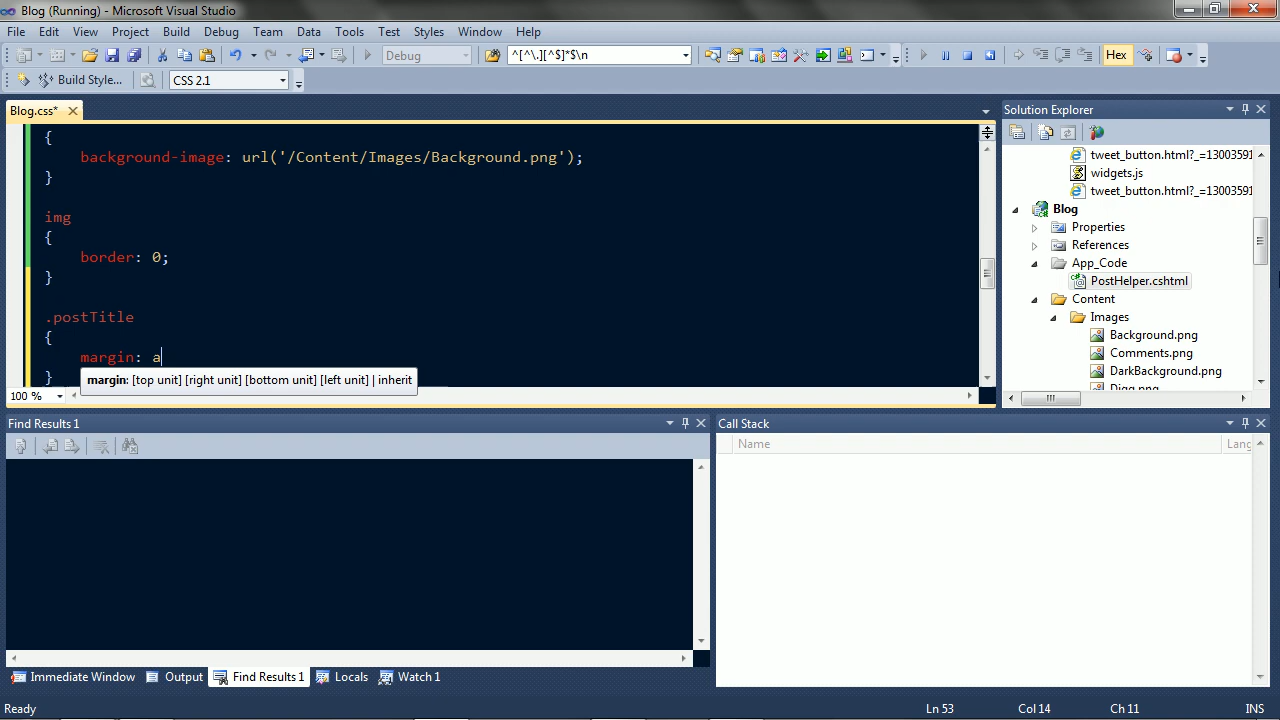 Blog (Running) - Microsoft Visual Studio
File Edit View Project Build Debug Team Data Tools Test Styles Window Help
Debug ^[^\.][^$]*$\n Hex
Build Style... CSS 2.1
Blog.css*
{
background-image: url('/Content/Images/Background.png');
}
img
{
border: 0;
}
.postTitle
{
margin: a
margin: [top unit] [right unit] [bottom unit] [left unit] | inherit
}
100 %
Solution Explorer
tweet_button.html?_=13003591
widgets.js
tweet_button.html?_=13003591
Blog
Properties
References
App_Code
PostHelper.cshtml
Content
Images
Background.png
Comments.png
DarkBackground.png
Digg.png
Find Results 1
Call Stack
Name Lang
Immediate Window Output Find Results 1 Locals Watch 1
Ready Ln 53 Col 14 Ch 11 INS